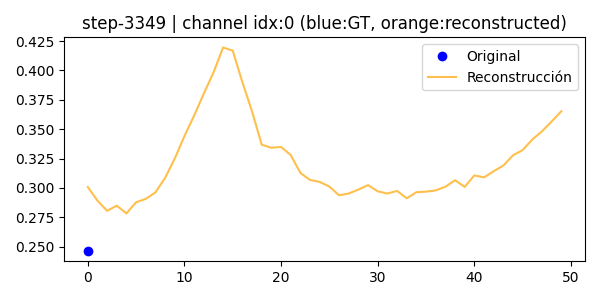 step-3349 | channel idx:0 (blue:GT, orange:reconstructed)
0.425
0.400
0.375
0.350
0.325
0.300
0.275
0.250
Original
Reconstrucción
0 10 20 30 40 50